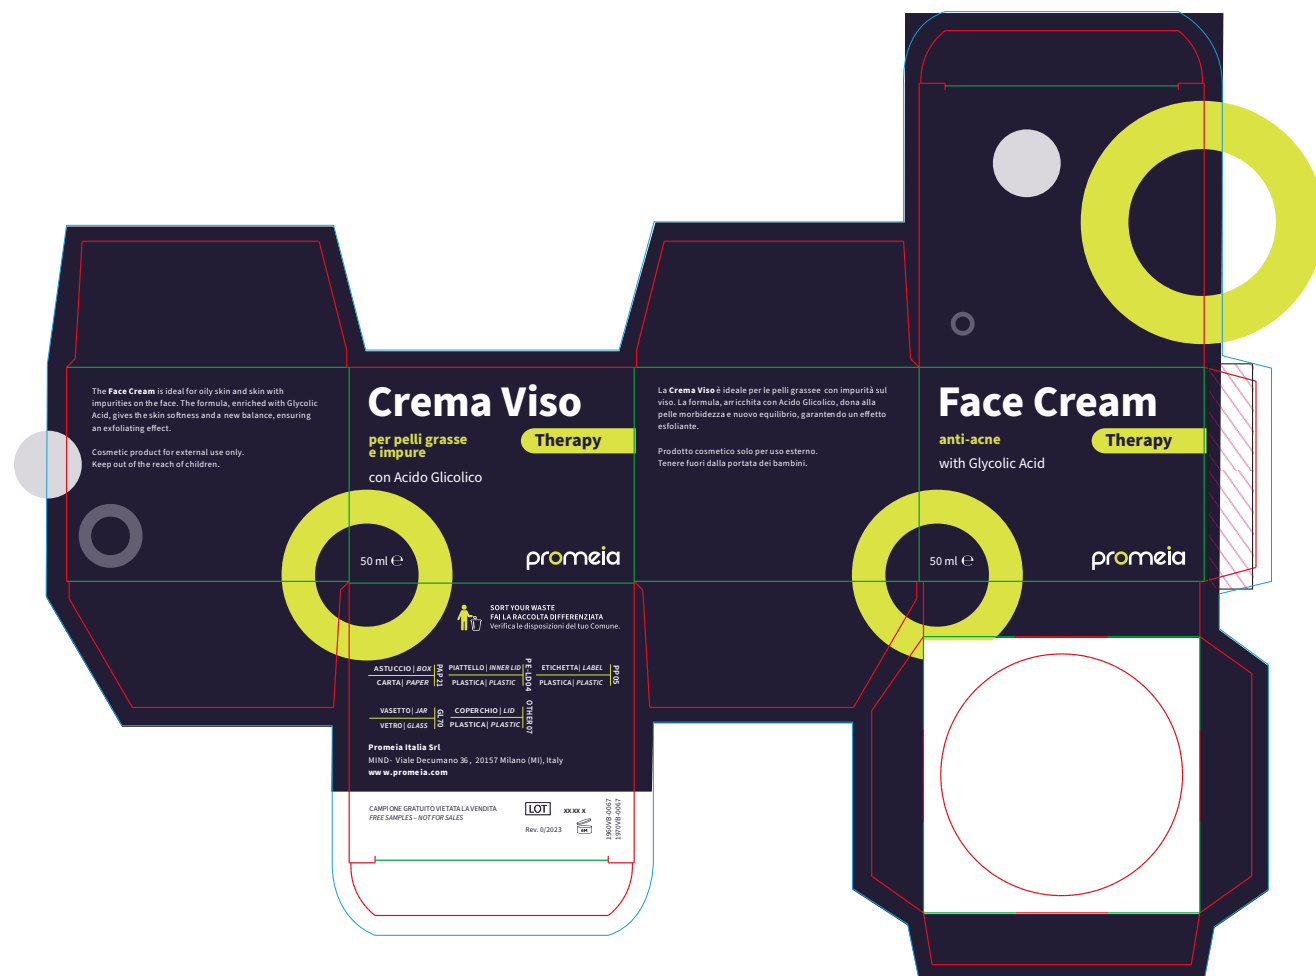 The Face Cream is ideal for oily skin and skin with
impurities on the face. The formula, enriched with Glycolic
Acid, gives the skin softness and a new balance, ensuring
an exfoliating effect.
Cosmetic product for external use only.
Keep out of the reach of children.
Crema Viso
per pelli grasse
e impure
Therapy
con Acido Glicolico
50 ml ℮
promeia
La Crema Viso è ideale per le pelli grasse e con impurità sul
viso. La formula, arricchita con Acido Glicolico, dona alla
pelle morbidezza e nuovo equilibrio, garantendo un effetto
esfoliante.
Prodotto cosmetico solo per uso esterno.
Tenere fuori dalla portata dei bambini.
Face Cream
anti-acne
Therapy
with Glycolic Acid
50 ml ℮
promeia
SORT YOUR WASTE
FAI LA RACCOLTA DIFFERENZIATA
Verifica le disposizioni del tuo Comune.
ASTUCCIO | BOX
CARTA | PAPER
PAP 21
PIATTELLO | INNER LID
PLASTICA | PLASTIC
PE-LD 04
ETICHETTA | LABEL
PLASTICA | PLASTIC
PP 05
VASETTO | JAR
VETRO | GLASS
GL 70
COPERCHIO | LID
PLASTICA | PLASTIC
OTHER 07
Promeia Italia Srl
MIND - Viale Decumano 36, 20157 Milano (MI), Italy
www.promeia.com
CAMPIONE GRATUITO VIETATA LA VENDITA
FREE SAMPLES – NOT FOR SALES
LOT
xxxxx
Rev. 0/2023
6M
1960VB-0067
1970VB-0067